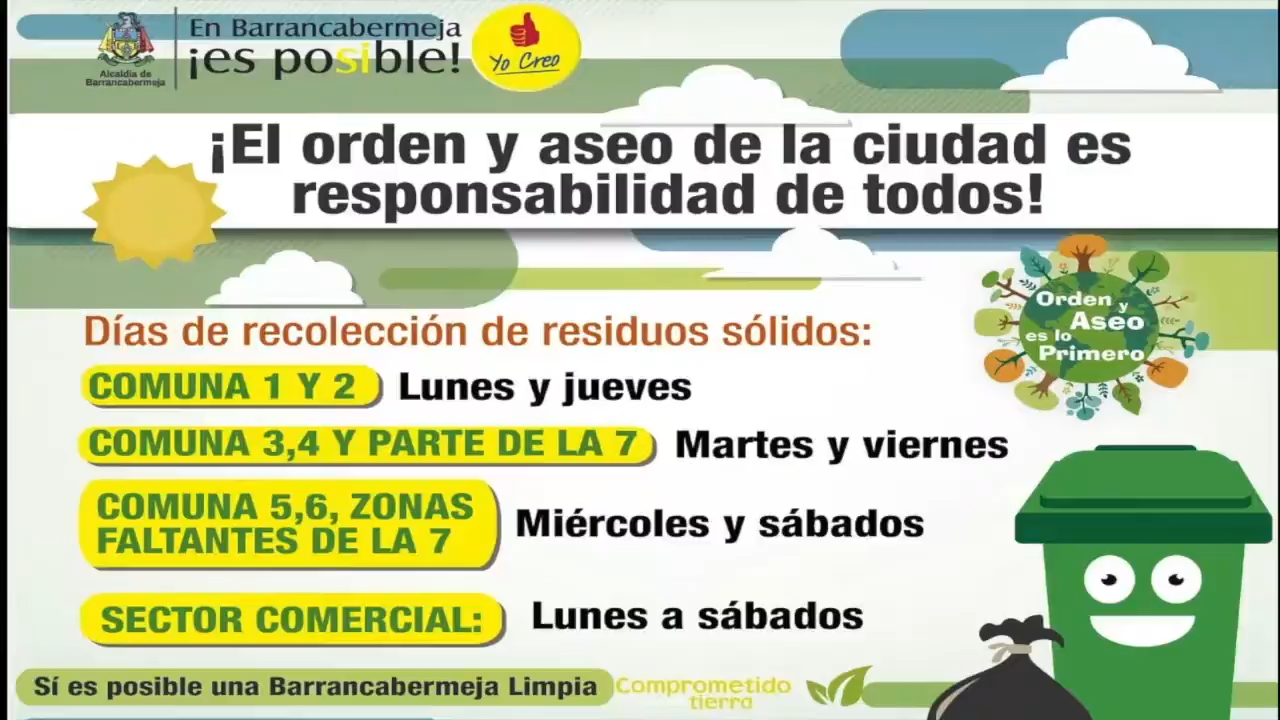 En Barrancabermeja
¡es posible!
Alcaldía de
Barrancabermeja
Yo Creo
¡El orden y aseo de la ciudad es
responsabilidad de todos!
Orden y
Aseo
es lo
Primero
Días de recolección de residuos sólidos:
COMUNA 1 Y 2 Lunes y jueves
COMUNA 3,4 Y PARTE DE LA 7 Martes y viernes
COMUNA 5,6, ZONAS
FALTANTES DE LA 7
Miércoles y sábados
SECTOR COMERCIAL: Lunes a sábados
Sí es posible una Barrancabermeja Limpia
Comprometido
tierra